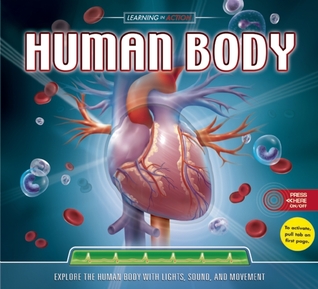 LEARNING IN ACTION
HUMAN BODY
PRESS
<<HERE
ON/OFF
To activate,
pull tab on
first page.
EXPLORE THE HUMAN BODY WITH LIGHTS, SOUND, AND MOVEMENT